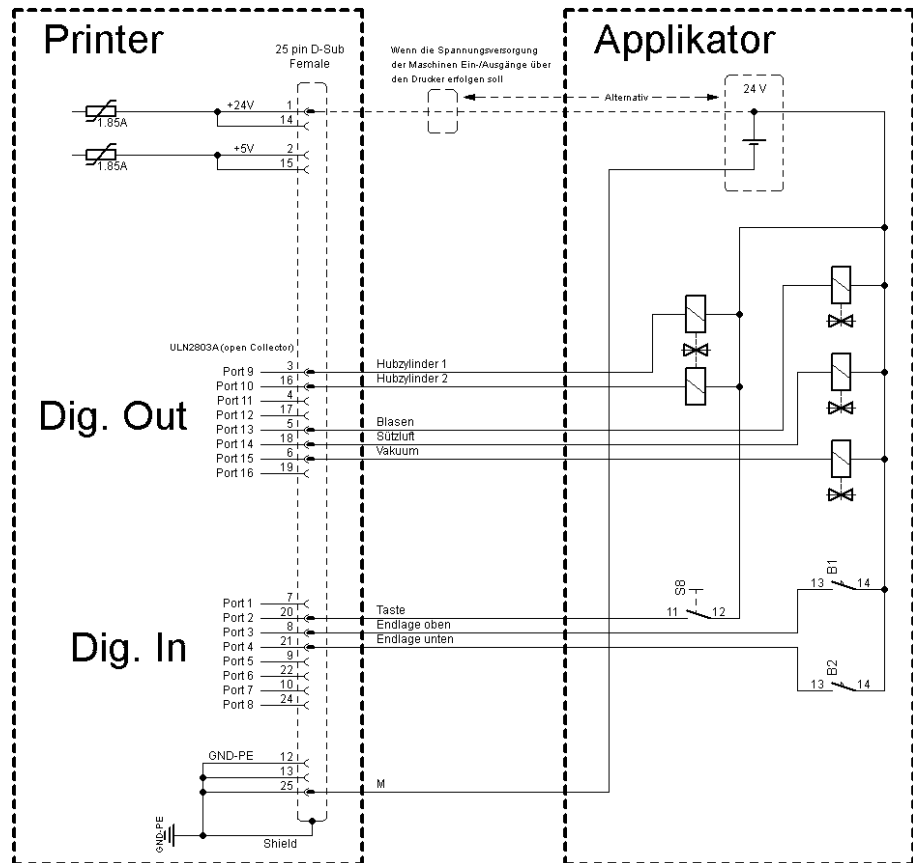 Printer
Applikator
25 pin D-Sub
Female
Wenn die Spannungsversorgung
der Maschinen Ein-/Ausgänge über
den Drucker erfolgen soll
Alternativ
24 V
+24V
1
14
1.85A
+5V
2
15
1.85A
ULN2803A(open Collector)
Dig. Out
Port 9 3 Hubzylinder 1
Port 10 16 Hubzylinder 2
Port 11 4
Port 12 17
Port 13 5 Blasen
Port 14 18 Sützluft
Port 15 6 Vakuum
Port 16 19
Dig. In
Port 1 7
Port 2 20 Taste
Port 3 8 Endlage oben
Port 4 21 Endlage unten
Port 5 9
Port 6 22
Port 7 10
Port 8 24
S8
11 12
B1
13 14
B2
13 14
GND-PE 12
13
25 M
GND-PE
Shield